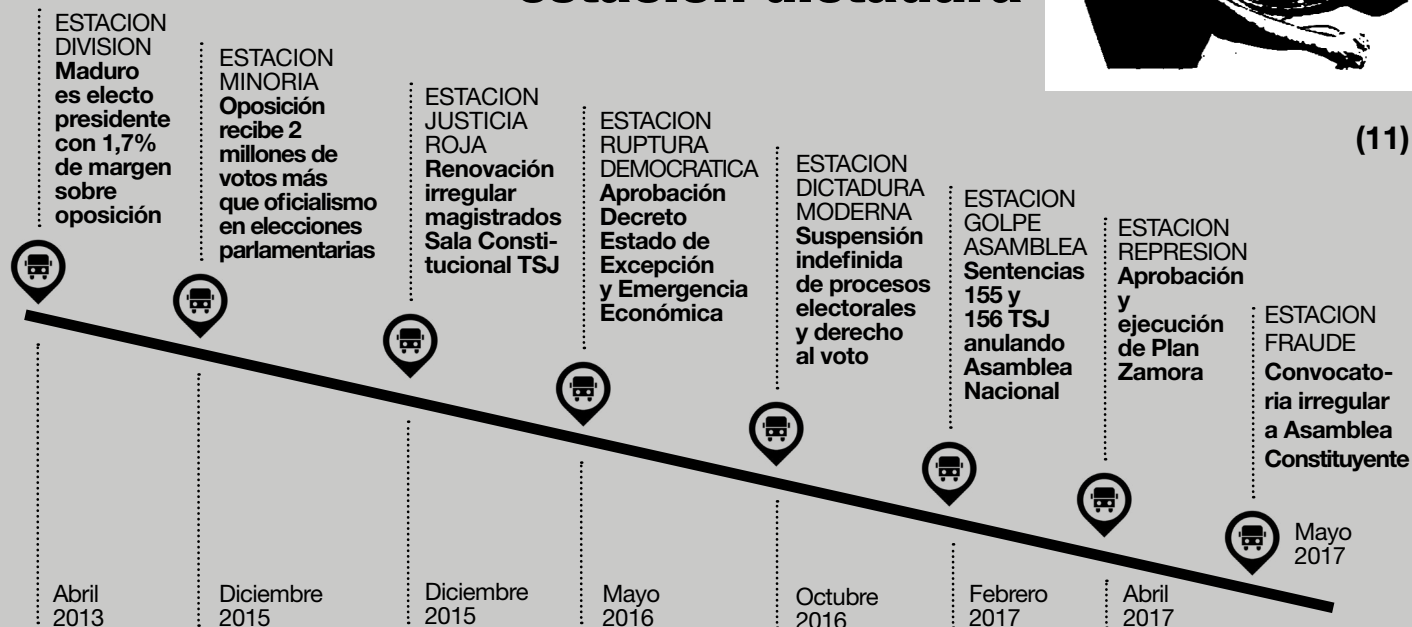 estación dictadura
ESTACION
DIVISION
Maduro
es electo
presidente
con 1,7%
de margen
sobre
oposición
ESTACION
MINORIA
Oposición
recibe 2
millones de
votos más
que oficialismo
en elecciones
parlamentarias
ESTACION
JUSTICIA
ROJA
Renovación
irregular
magistrados
Sala Consti-
tucional TSJ
ESTACION
RUPTURA
DEMOCRATICA
Aprobación
Decreto
Estado de
Excepción
y Emergencia
Económica
ESTACION
DICTADURA
MODERNA
Suspensión
indefinida
de procesos
electorales
y derecho
al voto
ESTACION
GOLPE
ASAMBLEA
Sentencias
155 y
156 TSJ
anulando
Asamblea
Nacional
ESTACION
REPRESION
Aprobación
y
ejecución
de Plan
Zamora
ESTACION
FRAUDE
Convocato-
ria irregular
a Asamblea
Constituyente
(11)
Abril
2013
Diciembre
2015
Diciembre
2015
Mayo
2016
Octubre
2016
Febrero
2017
Abril
2017
Mayo
2017